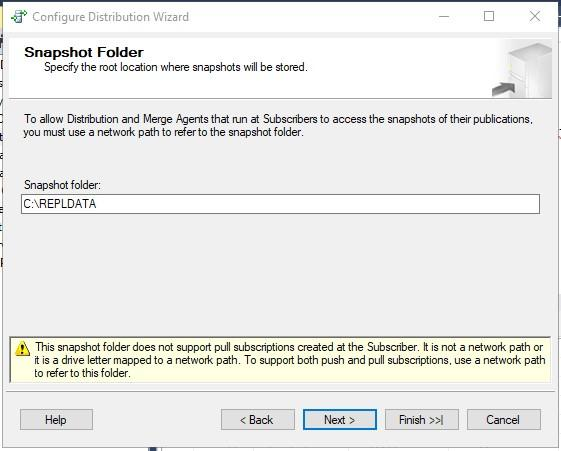 Configure Distribution Wizard
Snapshot Folder
Specify the root location where snapshots will be stored.
To allow Distribution and Merge Agents that run at Subscribers to access the snapshots of their publications,
you must use a network path to refer to the snapshot folder.
Snapshot folder:
C:\REPLDATA
This snapshot folder does not support pull subscriptions created at the Subscriber. It is not a network path or
it is a drive letter mapped to a network path. To support both push and pull subscriptions, use a network path
to refer to this folder.
Help
< Back
Next >
Finish >>|
Cancel